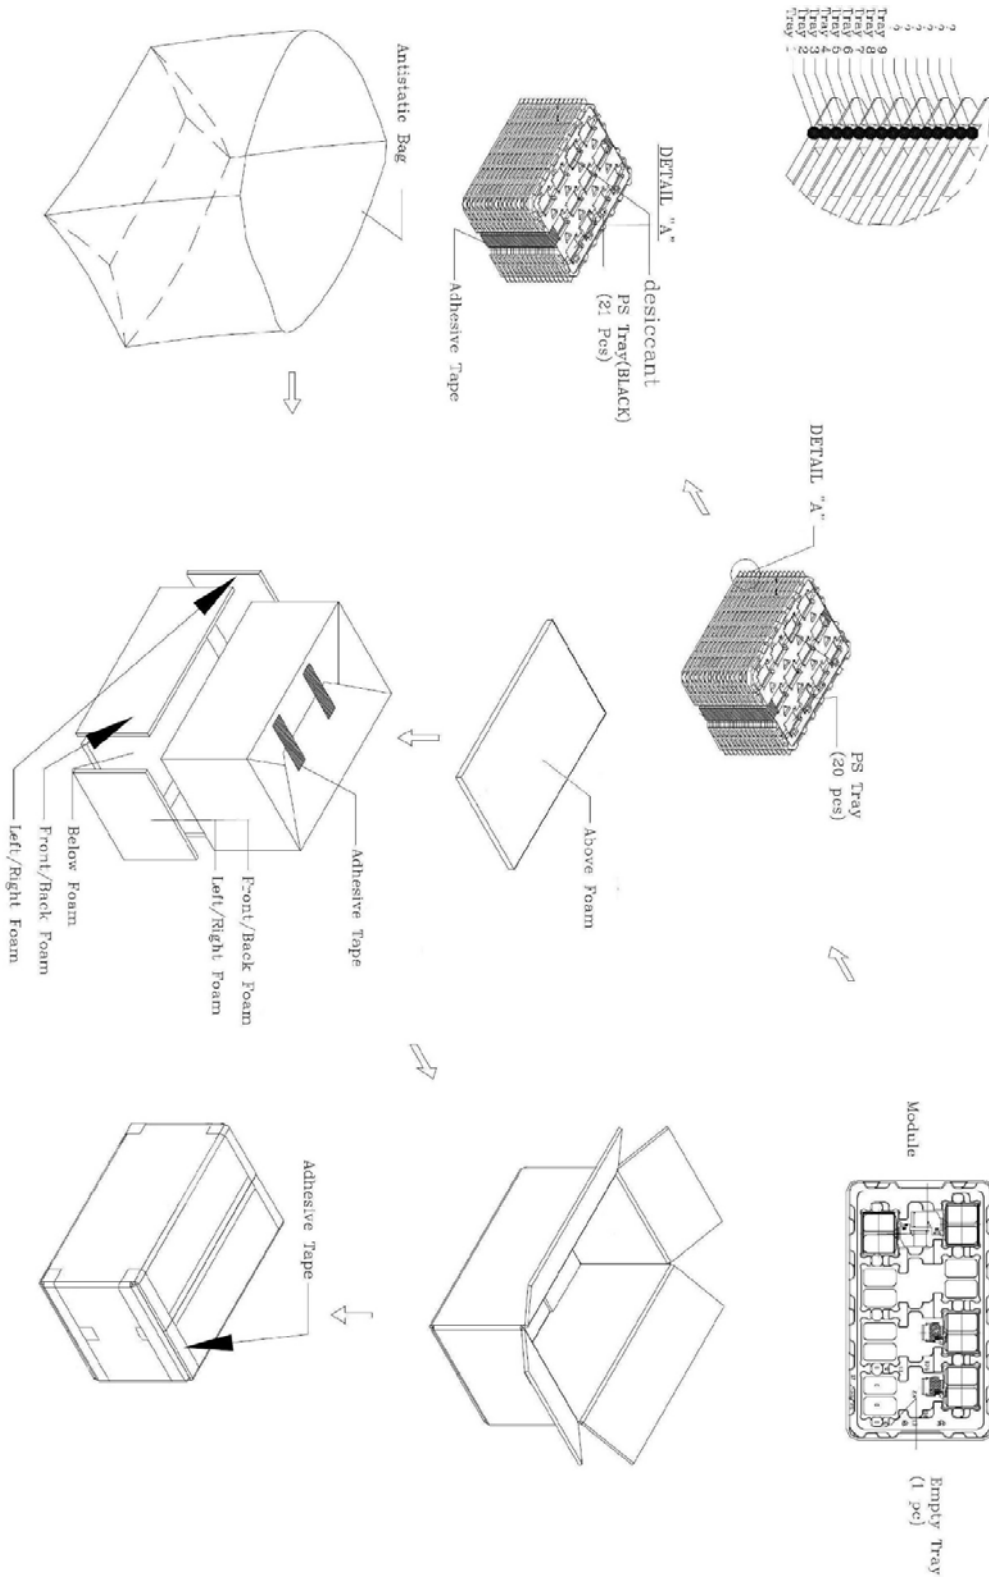 Module
Empty Tray
(1 pc)
DETAIL "A"
PS Tray
(20 pcs)
Tray 9
Tray 8
Tray 7
Tray 6
Tray 5
Tray 4
Tray 3
Tray 2
DETAIL "A"
desiccant
PS Tray(BLACK)
(21 Pcs)
Adhesive Tape
Antistatic Bag
Above Foam
Adhesive Tape
Front/Back Foam
Left/Right Foam
Below Foam
Front/Back Foam
Left/Right Foam
Adhesive Tape